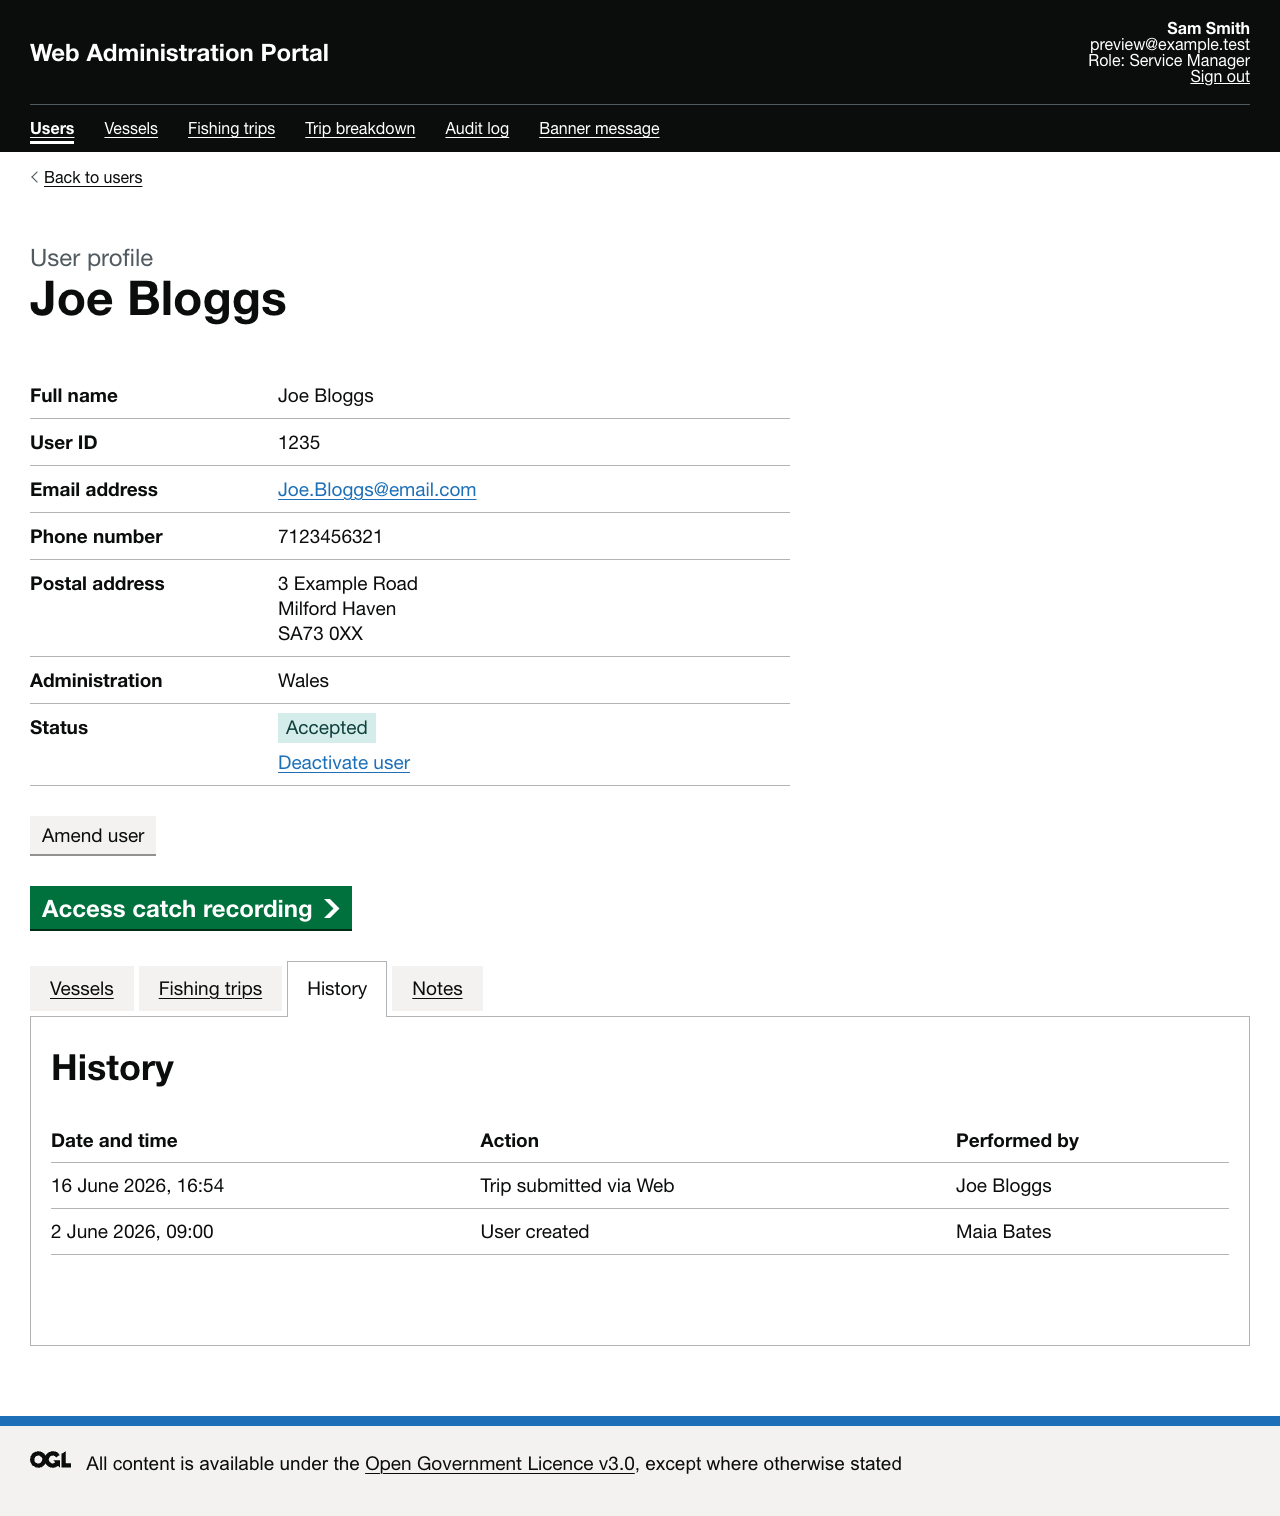 Web Administration Portal
Sam Smith
preview@example.test
Role: Service Manager
Sign out
Users Vessels Fishing trips Trip breakdown Audit log Banner message
Back to users
User profile
Joe Bloggs
Full name Joe Bloggs
User ID 1235
Email address Joe.Bloggs@email.com
Phone number 7123456321
Postal address 3 Example Road
Milford Haven
SA73 0XX
Administration Wales
Status Accepted
Deactivate user
Amend user
Access catch recording
Vessels Fishing trips History Notes
History
Date and time Action Performed by
16 June 2026, 16:54 Trip submitted via Web Joe Bloggs
2 June 2026, 09:00 User created Maia Bates
OGL All content is available under the Open Government Licence v3.0, except where otherwise stated